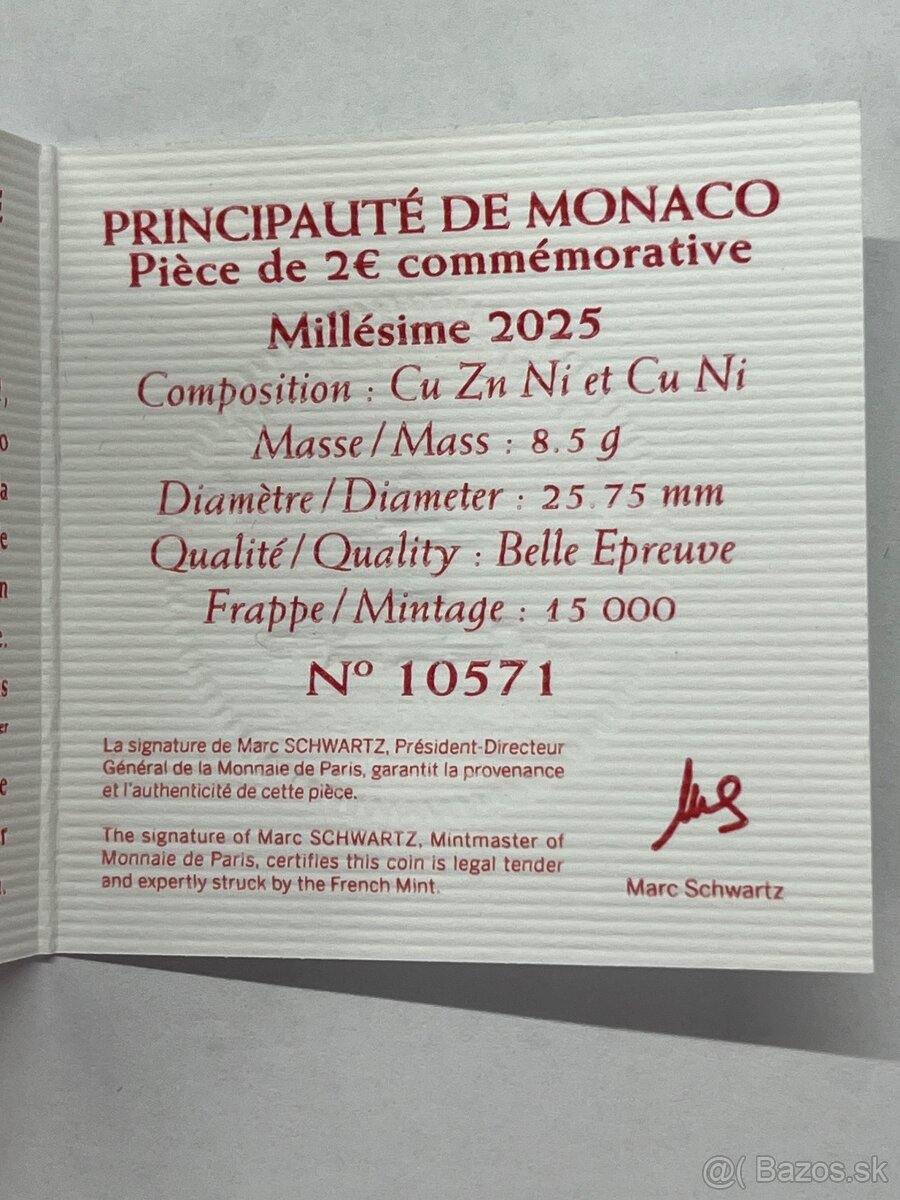 PRINCIPAUTÉ DE MONACO
Pièce de 2€ commémorative
Millésime 2025
Composition : Cu Zn Ni et Cu Ni
Masse/Mass : 8.5 g
Diamètre/Diameter : 25.75 mm
Qualité/Quality : Belle Epreuve
Frappe/Mintage : 15 000
Nº 10571
La signature de Marc SCHWARTZ, Président-Directeur
Général de la Monnaie de Paris, garantit la provenance
et l'authenticité de cette pièce.
The signature of Marc SCHWARTZ, Mintmaster of
Monnaie de Paris, certifies this coin is legal tender
and expertly struck by the French Mint.
Marc Schwartz
@( Bazos.sk